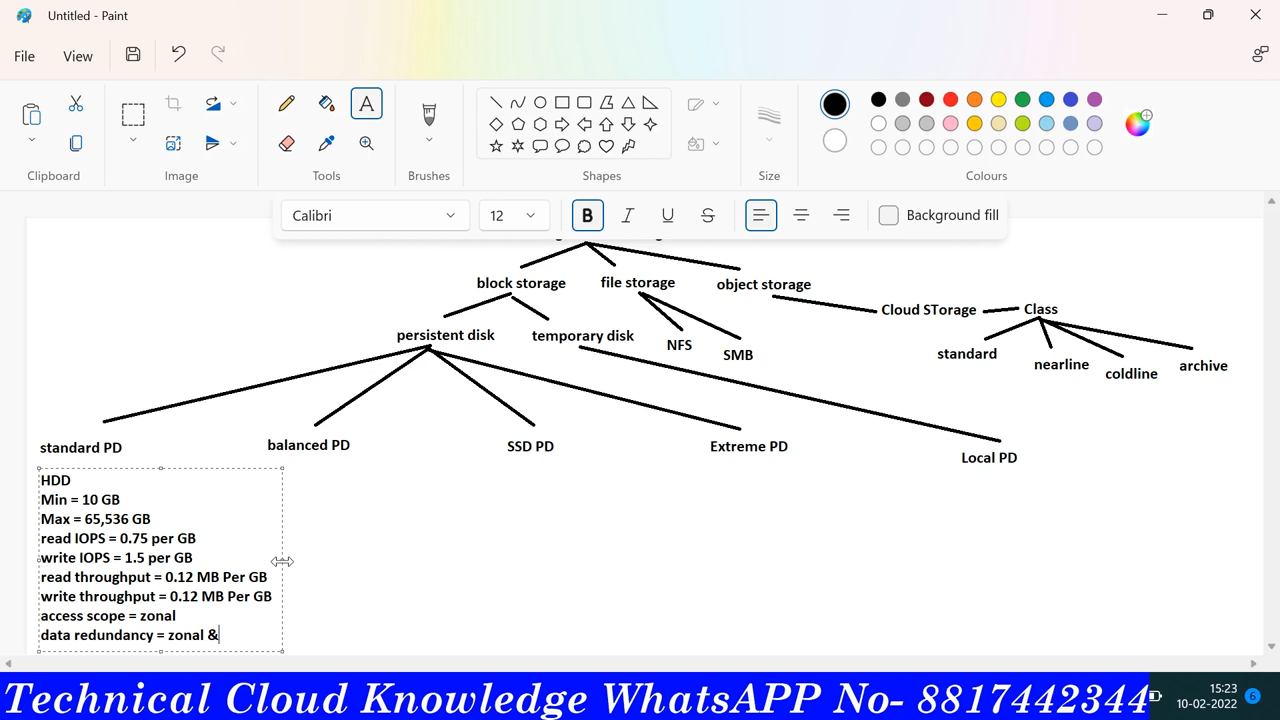 Untitled - Paint
File
View
Clipboard
Image
Tools
Brushes
Shapes
Size
Colours
Calibri
12
B
I
U
S
Background fill
block storage
file storage
object storage
Cloud STorage
Class
persistent disk
temporary disk
NFS
SMB
standard
nearline
coldline
archive
standard PD
balanced PD
SSD PD
Extreme PD
Local PD
HDD
Min = 10 GB
Max = 65,536 GB
read IOPS = 0.75 per GB
write IOPS = 1.5 per GB
read throughput = 0.12 MB Per GB
write throughput = 0.12 MB Per GB
access scope = zonal
data redundancy = zonal &
Technical Cloud Knowledge WhatsAPP No- 8817442344
15:23
10-02-2022
6